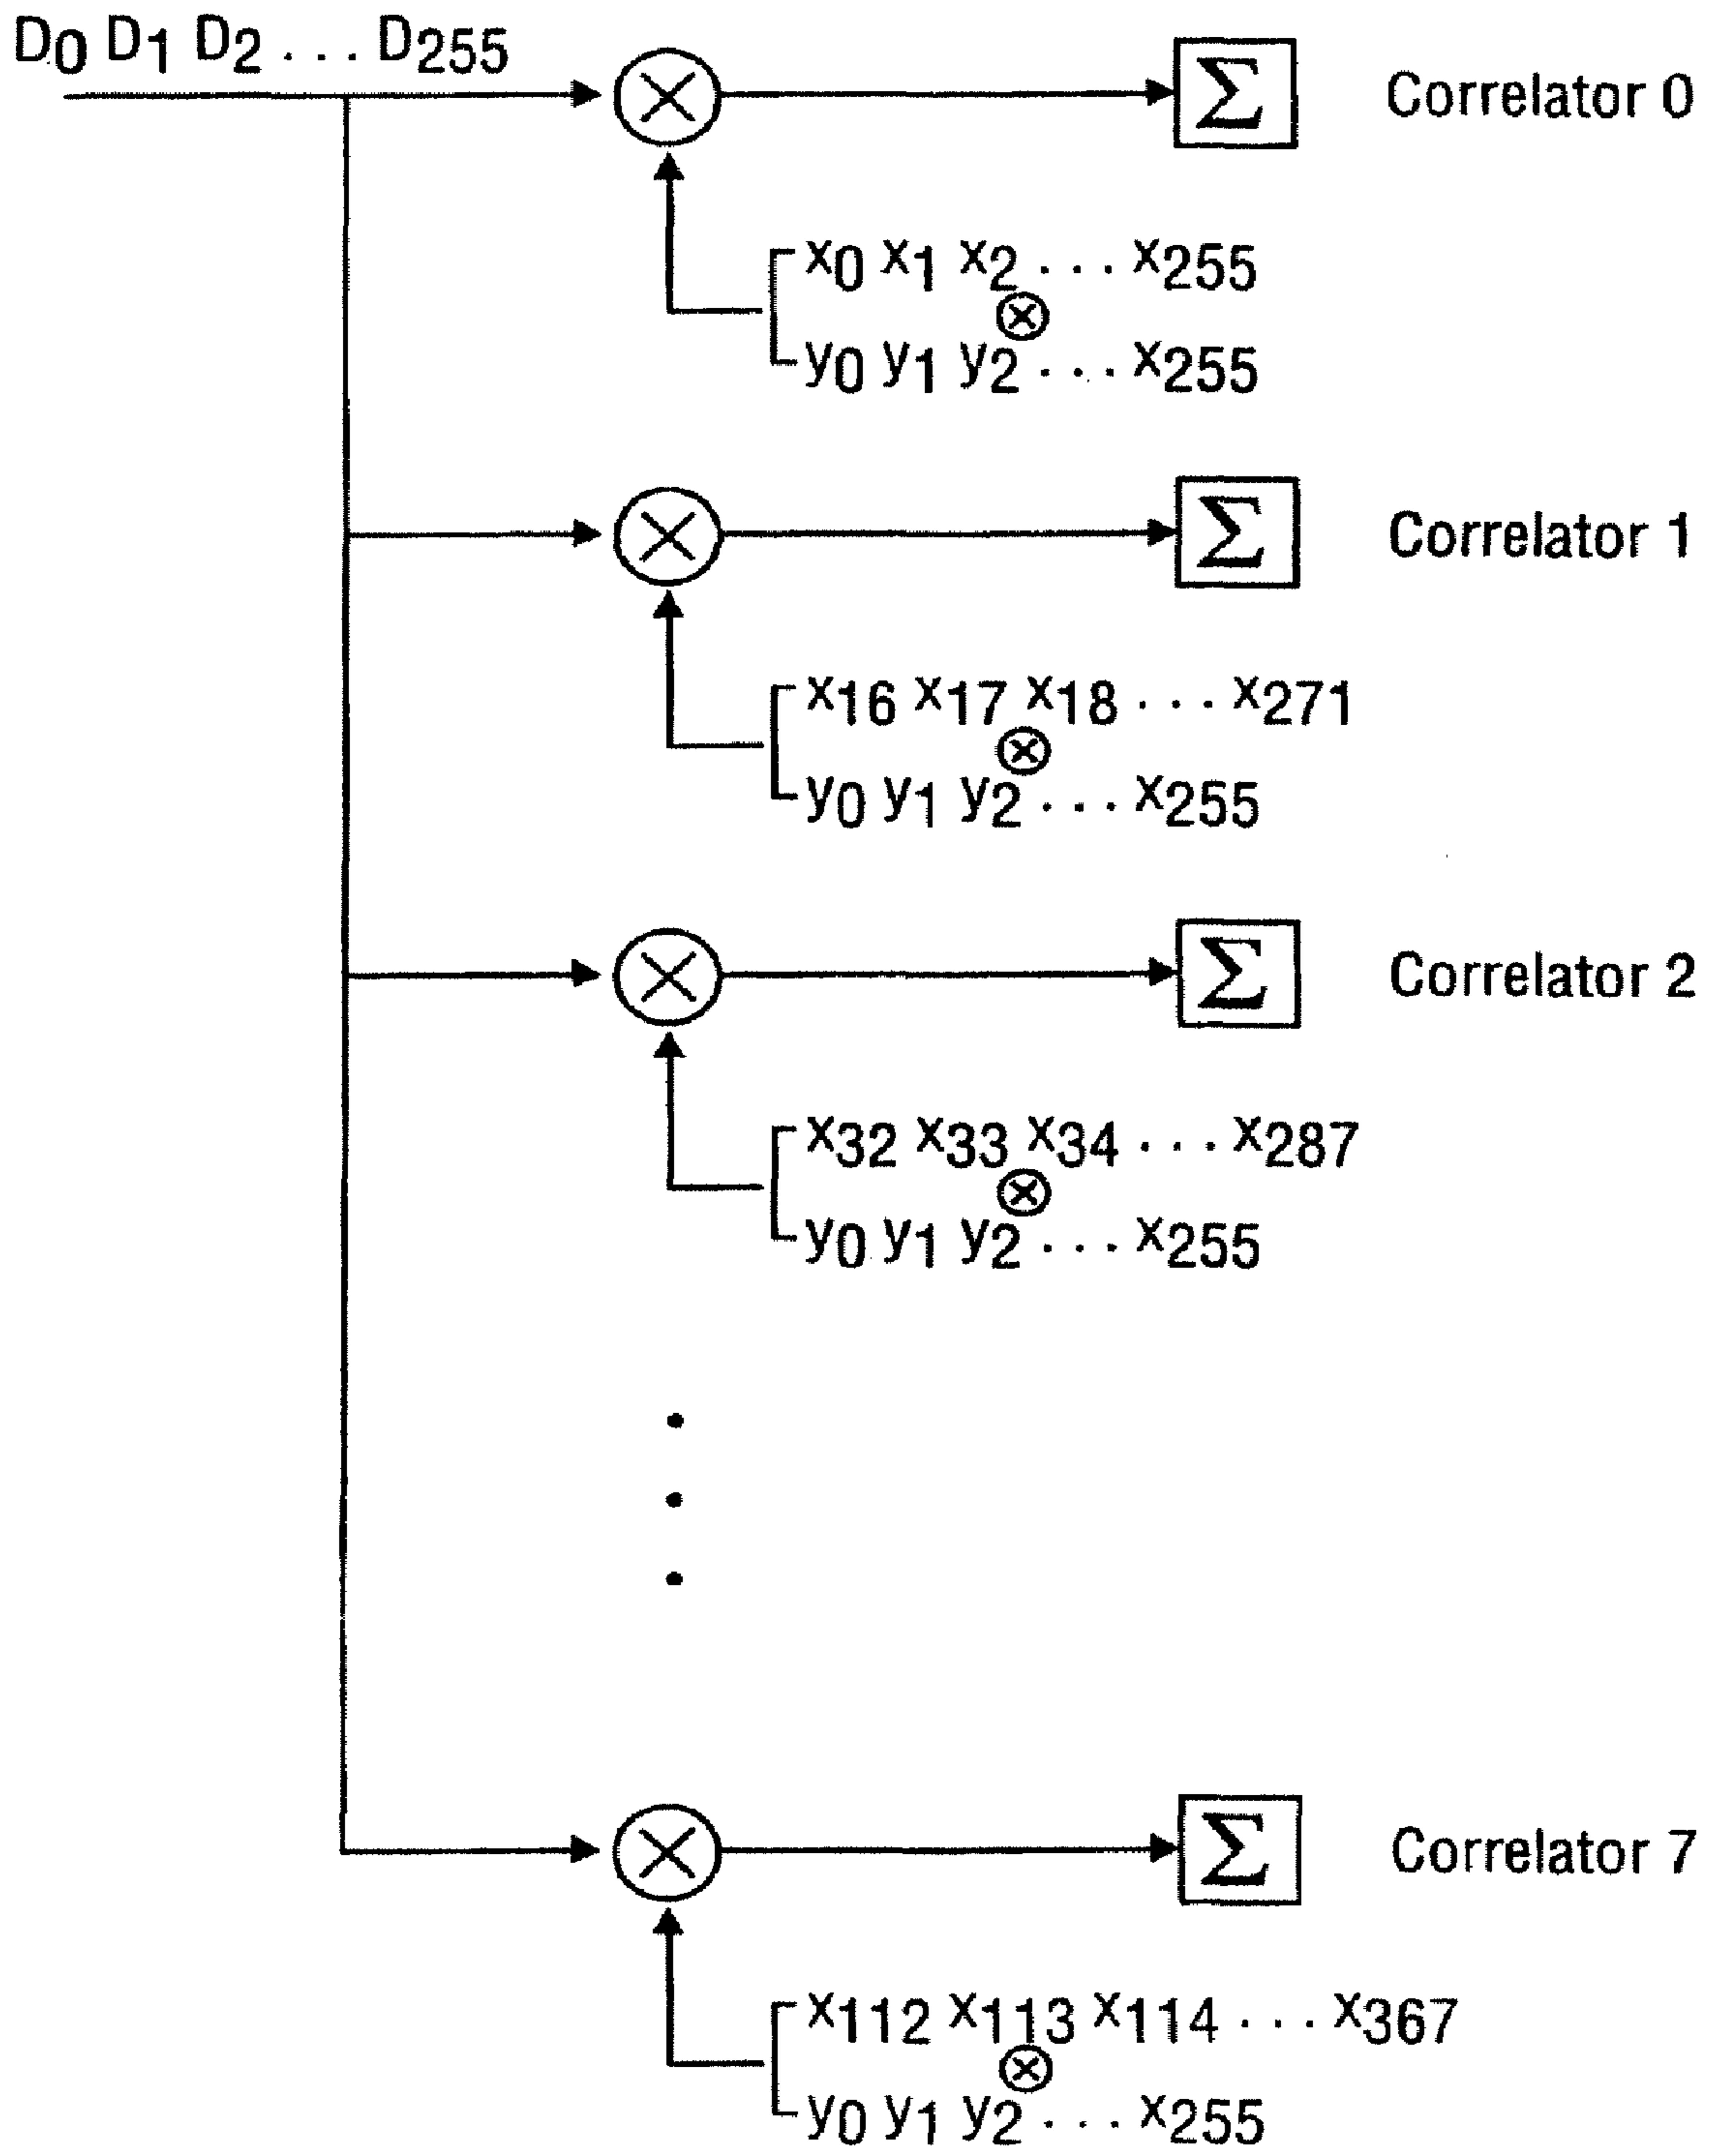 D0 D1 D2 ... D255
Σ Correlator 0
x0 x1 x2 ... x255
y0 y1 y2 ... x255
Σ Correlator 1
x16 x17 x18 ... x271
y0 y1 y2 ... x255
Σ Correlator 2
x32 x33 x34 ... x287
y0 y1 y2 ... x255
Σ Correlator 7
x112 x113 x114 ... x367
y0 y1 y2 ... x255